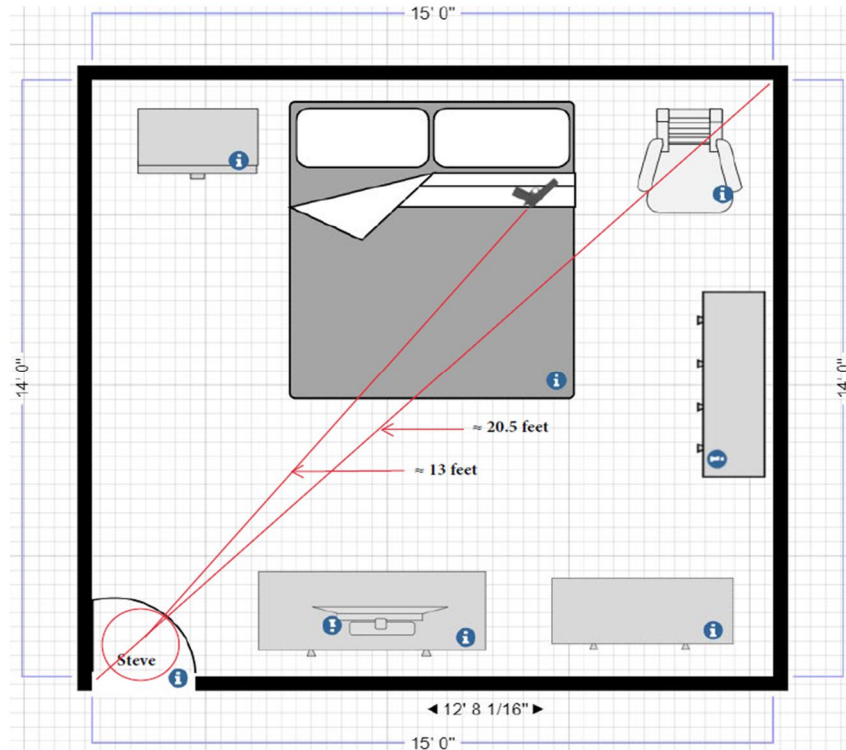 15' 0"
14' 0"
14' 0"
≈ 20.5 feet
≈ 13 feet
Steve
◄ 12' 8 1/16" ►
15' 0"